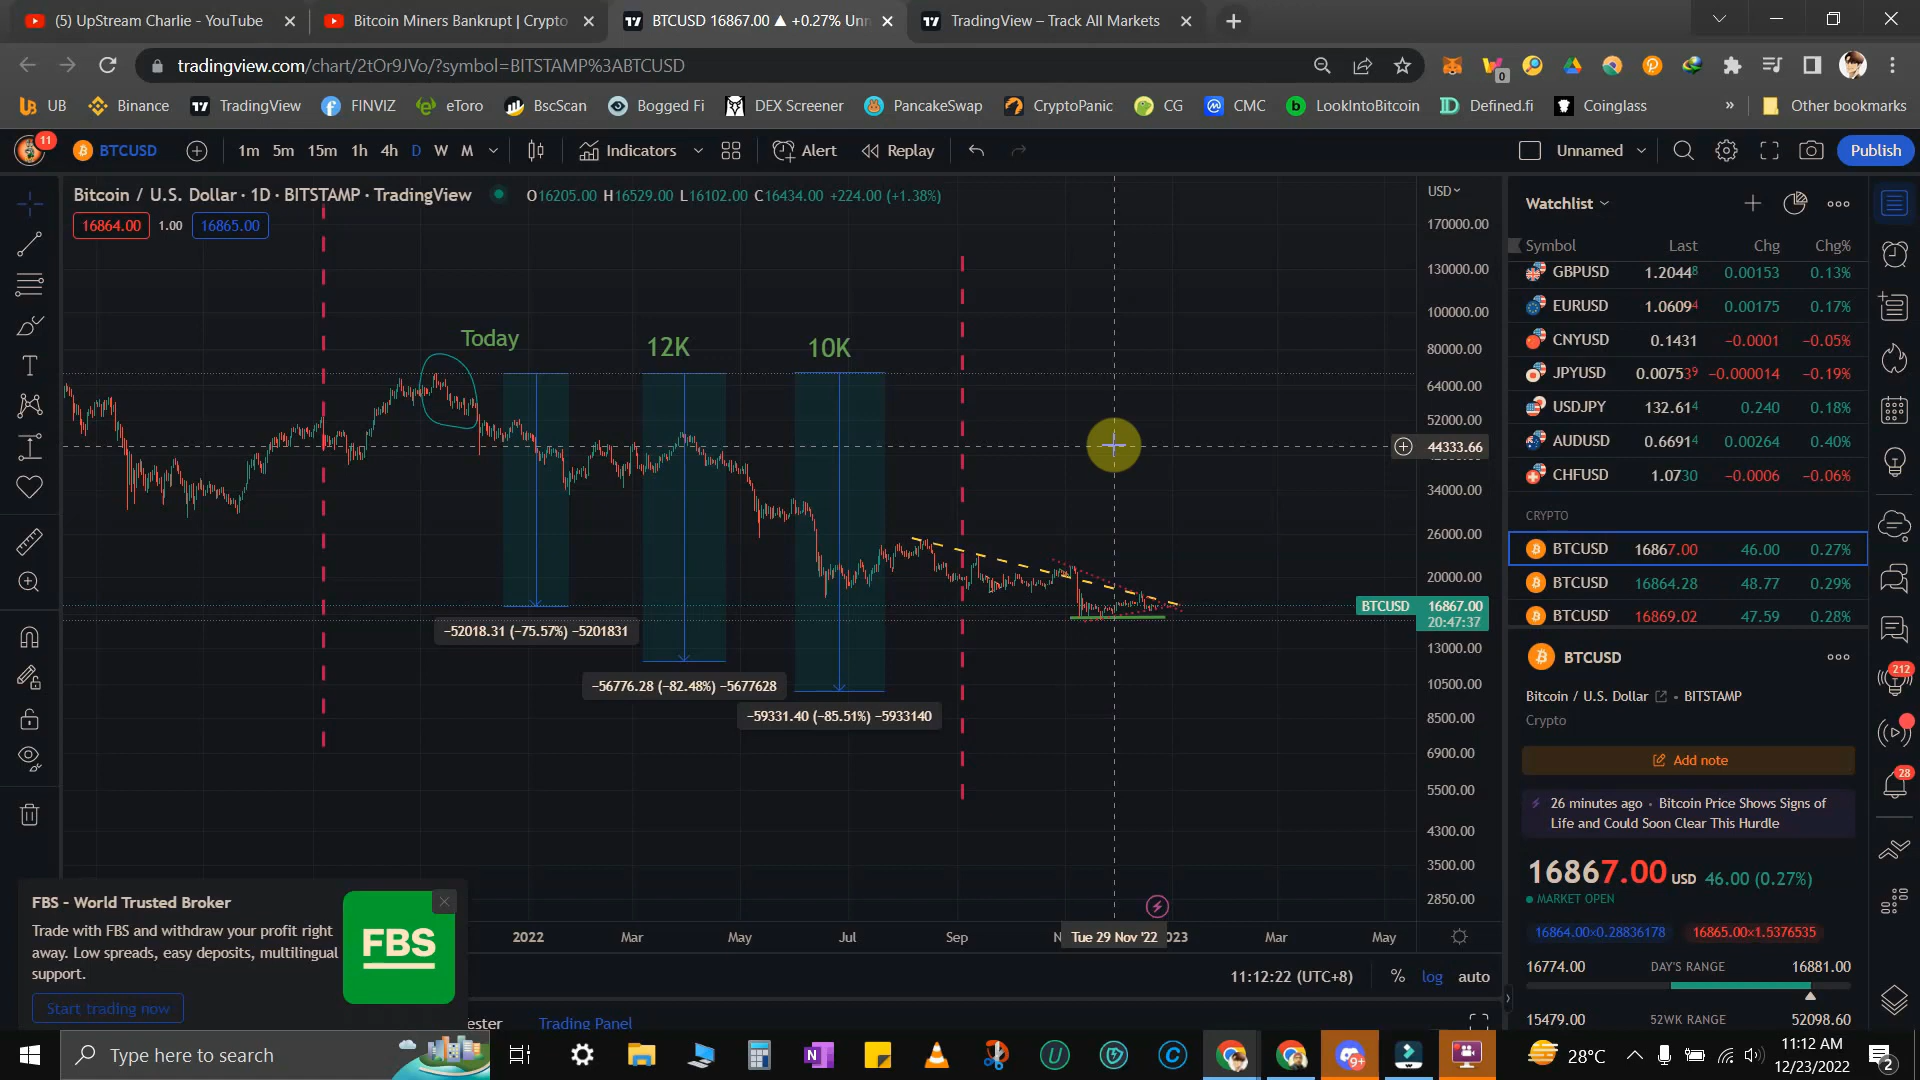 (5) UpStream Charlie - YouTube
Bitcoin Miners Bankrupt | Crypto
BTCUSD 16867.00 ▲ +0.27% Unn
TradingView – Track All Markets
tradingview.com/chart/2tOr9JVo/?symbol=BITSTAMP%3ABTCUSD
0
UB
Binance
TradingView
FINVIZ
eToro
BscScan
Bogged Fi
DEX Screener
PancakeSwap
CryptoPanic
CG
CMC
LookIntoBitcoin
Defined.fi
Coinglass
»
Other bookmarks
11
BTCUSD
1m 5m 15m 1h 4h D W M
Indicators
Alert
Replay
Unnamed
Publish
Bitcoin / U.S. Dollar · 1D · BITSTAMP · TradingView
O16205.00 H16529.00 L16102.00 C16434.00 +224.00 (+1.38%)
16864.00 1.00 16865.00
USD
170000.00
130000.00
100000.00
80000.00
64000.00
52000.00
44333.66
34000.00
26000.00
20000.00
BTCUSD 16867.00
20:47:37
13000.00
10500.00
8500.00
6900.00
5500.00
4300.00
3500.00
2850.00
Today
12K
10K
−52018.31 (−75.57%) −5201831
−56776.28 (−82.48%) −5677628
−59331.40 (−85.51%) −5933140
2022 Mar May Jul Sep N Tue 29 Nov '22 023 Mar May
11:12:22 (UTC+8) % log auto
ester
Trading Panel
FBS - World Trusted Broker
Trade with FBS and withdraw your profit right
away. Low spreads, easy deposits, multilingual
support.
Start trading now
FBS
Watchlist
Symbol Last Chg Chg%
GBPUSD 1.20448 0.00153 0.13%
EURUSD 1.06094 0.00175 0.17%
CNYUSD 0.1431 −0.0001 −0.05%
JPYUSD 0.007539 −0.000014 −0.19%
USDJPY 132.614 0.240 0.18%
AUDUSD 0.66914 0.00264 0.40%
CHFUSD 1.0730 −0.0006 −0.06%
CRYPTO
BTCUSD 16867.00 46.00 0.27%
BTCUSD 16864.28 48.77 0.29%
BTCUSD 16869.02 47.59 0.28%
BTCUSD
Bitcoin / U.S. Dollar • BITSTAMP
Crypto
Add note
26 minutes ago · Bitcoin Price Shows Signs of
Life and Could Soon Clear This Hurdle
16867.00 USD 46.00 (0.27%)
MARKET OPEN
16864.00×0.28836178 16865.00×1.5376535
16774.00 DAY'S RANGE 16881.00
15479.00 52WK RANGE 52098.60
212
28
Type here to search
9+
28°C
11:12 AM
12/23/2022
2